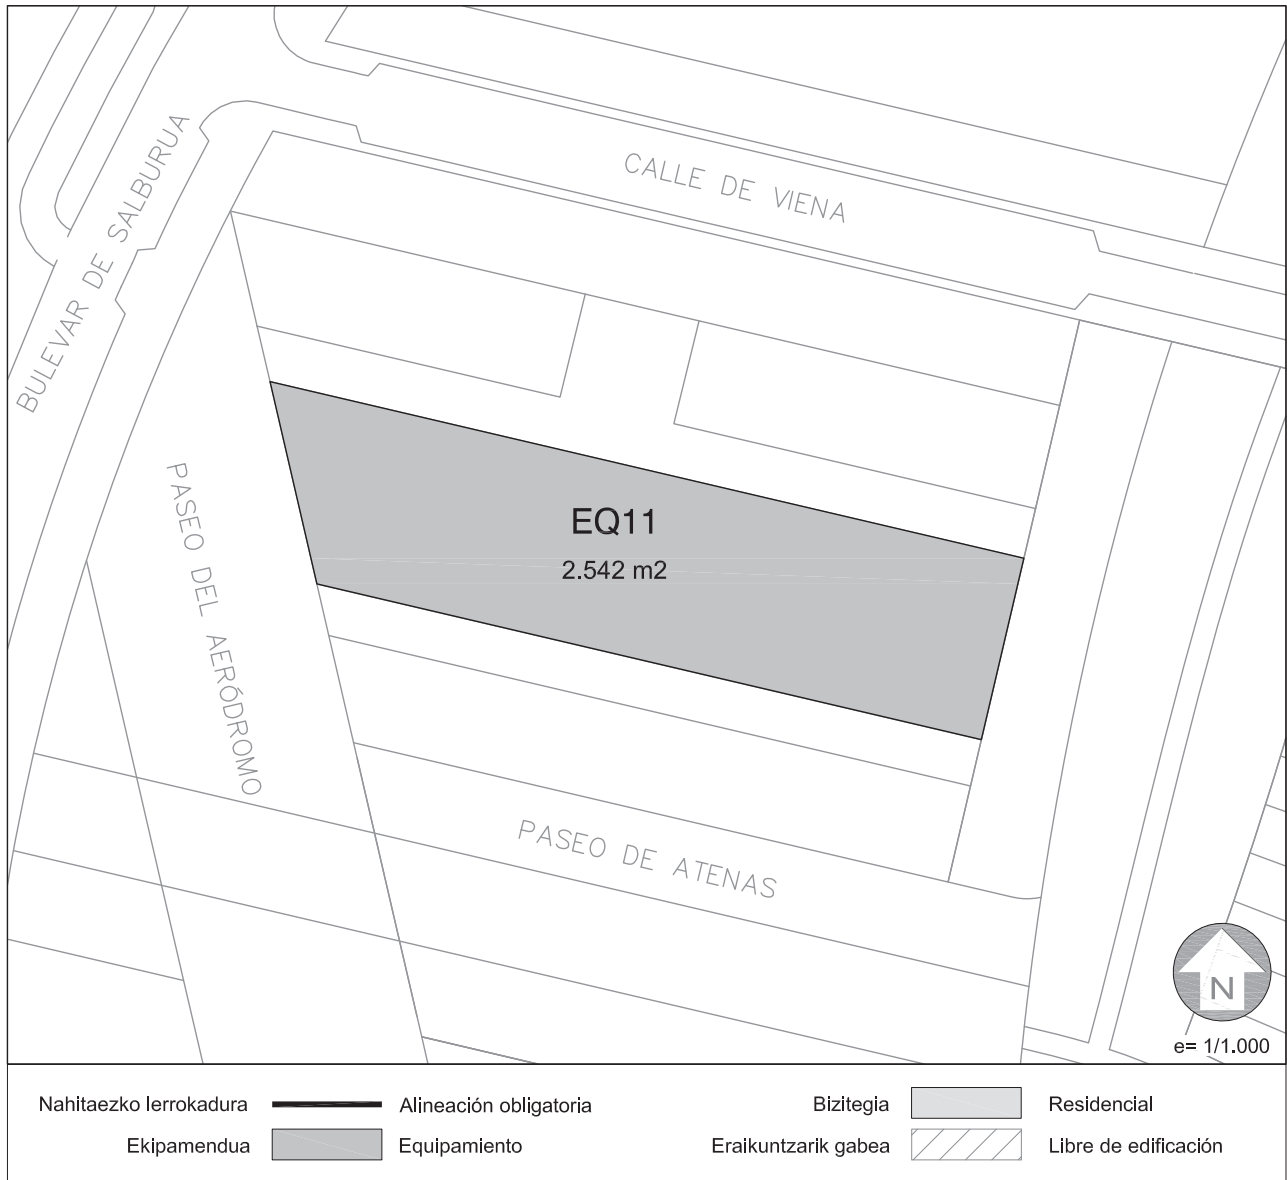 CALLE DE VIENA
BULEVAR DE SALBURUA
PASEO DEL AERÓDROMO
EQ11
2.542 m2
PASEO DE ATENAS
N
e= 1/1.000
Nahitaezko lerrokadura Alineación obligatoria
Bizitegia Residencial
Ekipamendua Equipamiento
Eraikuntzarik gabea Libre de edificación